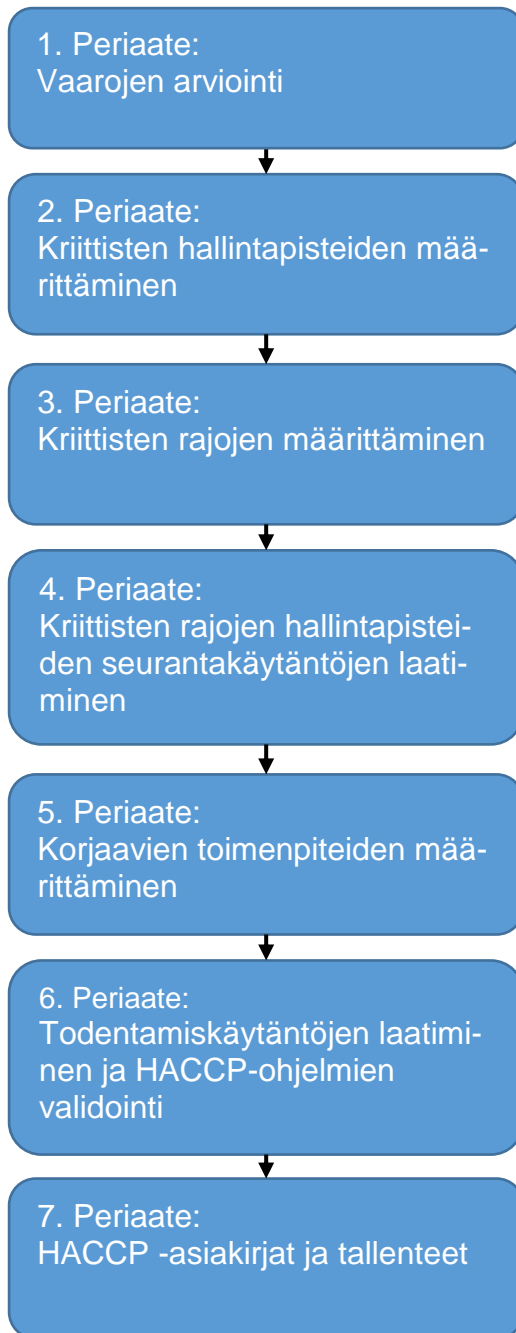 1. Periaate:
Vaarojen arviointi
2. Periaate:
Kriittisten hallintapisteiden mää-
rittäminen
3. Periaate:
Kriittisten rajojen määrittäminen
4. Periaate:
Kriittisten rajojen hallintapistei-
den seurantakäytäntöjen laati-
minen
5. Periaate:
Korjaavien toimenpiteiden mää-
rittäminen
6. Periaate:
Todentamiskäytäntöjen laatimi-
nen ja HACCP-ohjelmien
validointi
7. Periaate:
HACCP -asiakirjat ja tallenteet